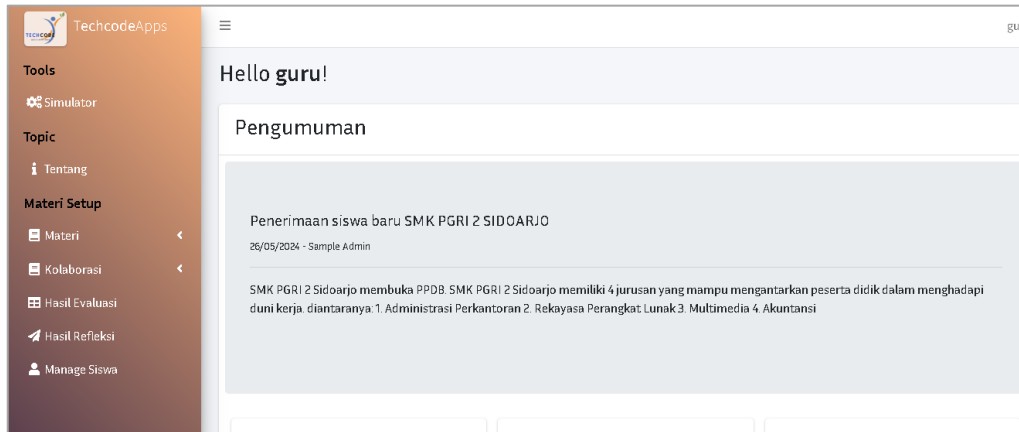 TECHCODE
TechcodeApps
gu
Tools
Simulator
Topic
Tentang
Materi Setup
Materi
Kolaborasi
Hasil Evaluasi
Hasil Refleksi
Manage Siswa
Hello guru!
Pengumuman
Penerimaan siswa baru SMK PGRI 2 SIDOARJO
26/05/2024 - Sample Admin
SMK PGRI 2 Sidoarjo membuka PPDB. SMK PGRI 2 Sidoarjo memiliki 4 jurusan yang mampu mengantarkan peserta didik dalam menghadapi
duni kerja. diantaranya: 1. Administrasi Perkantoran 2. Rekayasa Perangkat Lunak 3. Multimedia 4. Akuntansi